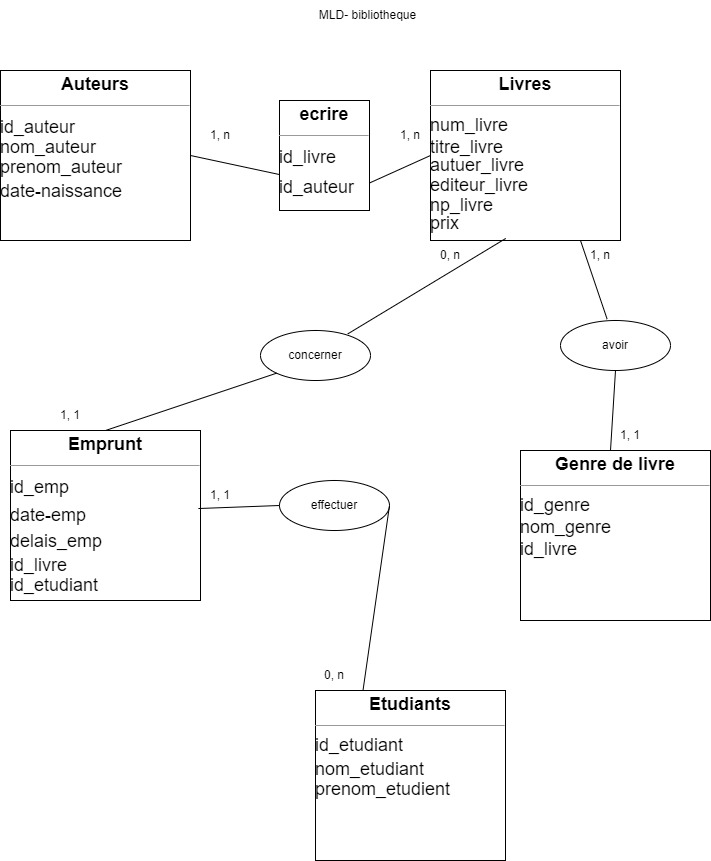 MLD- bibliotheque
Auteurs
id_auteur
nom_auteur
prenom_auteur
date-naissance
1, n
ecrire
id_livre
id_auteur
1, n
Livres
num_livre
titre_livre
autuer_livre
editeur_livre
np_livre
prix
0, n
1, n
concerner
avoir
1, 1
1, 1
Emprunt
id_emp
date-emp
delais_emp
id_livre
id_etudiant
1, 1
effectuer
Genre de livre
id_genre
nom_genre
id_livre
0, n
Etudiants
id_etudiant
nom_etudiant
prenom_etudient